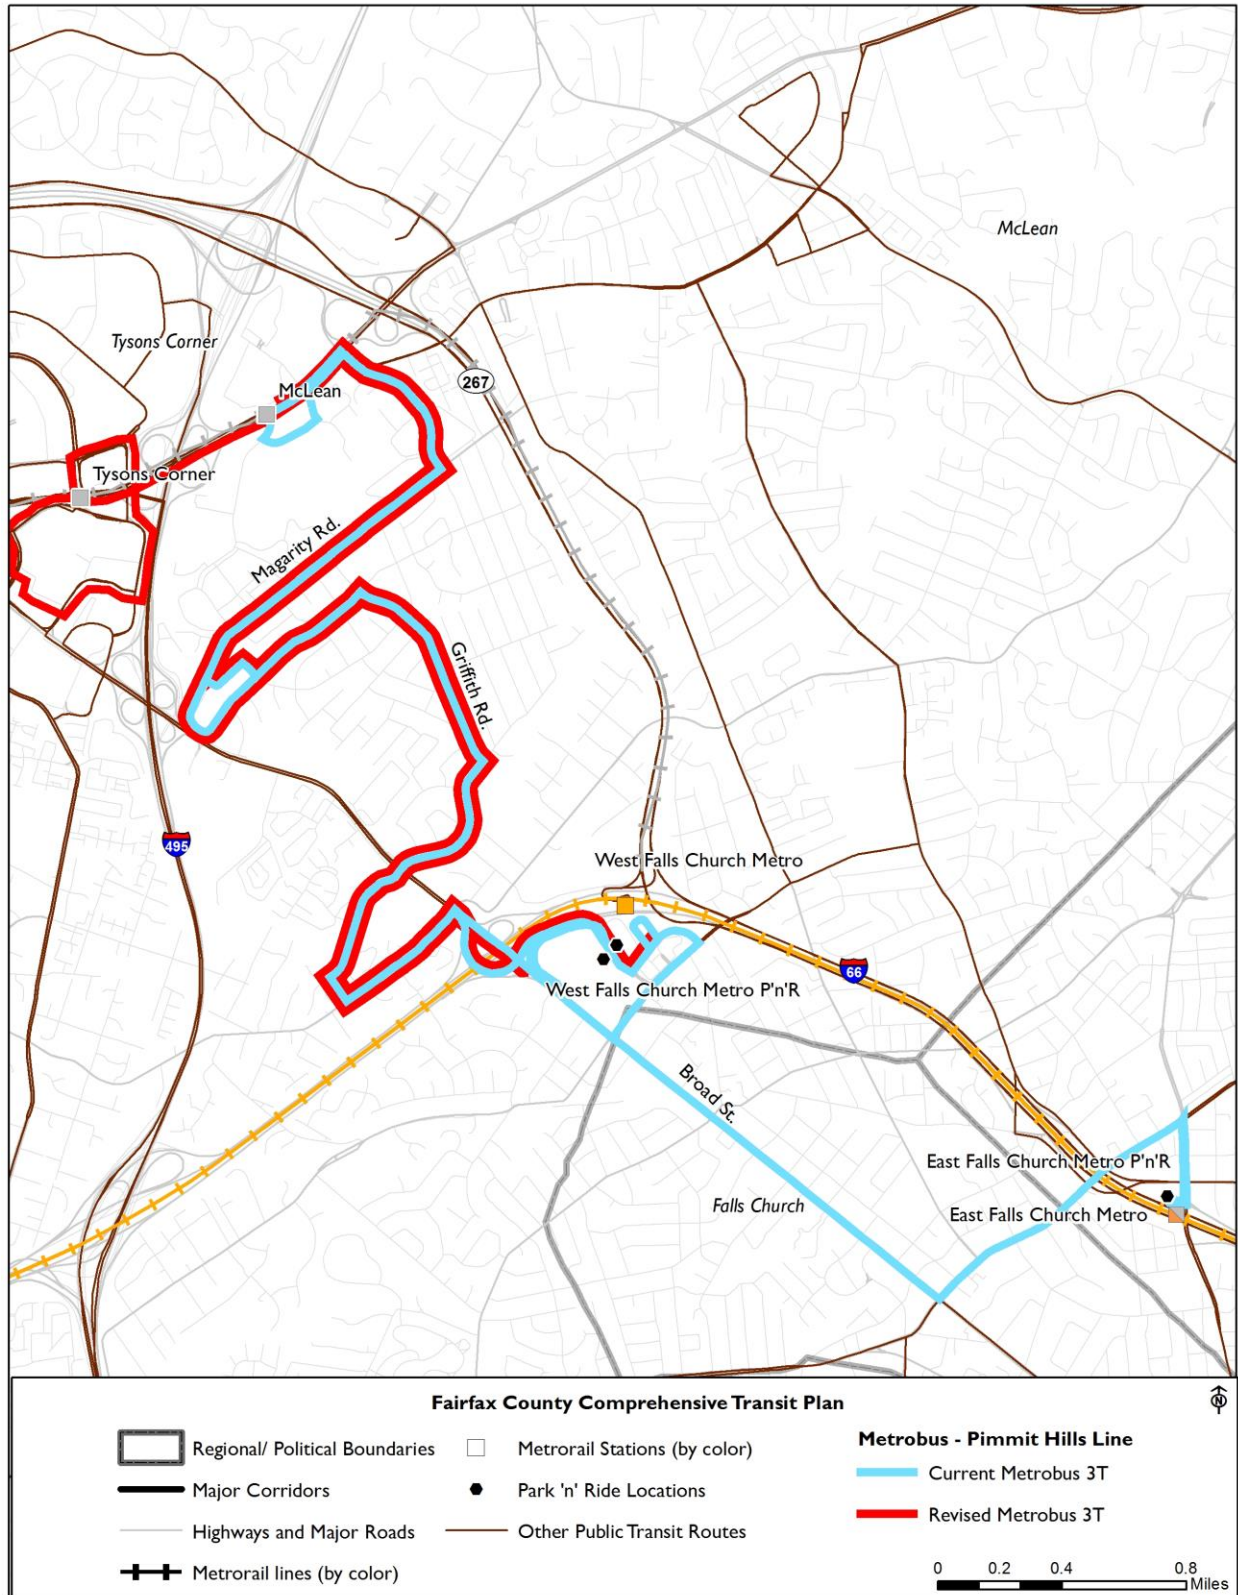 McLean
Tysons Corner
267
McLean
Tysons Corner
Magarity Rd.
Griffith Rd.
495
West Falls Church Metro
66
West Falls Church Metro P'n'R
Broad St.
East Falls Church Metro P'n'R
Falls Church
East Falls Church Metro
Fairfax County Comprehensive Transit Plan
N
Regional/ Political Boundaries
Metrorail Stations (by color)
Metrobus - Pimmit Hills Line
Current Metrobus 3T
Major Corridors
Park 'n' Ride Locations
Revised Metrobus 3T
Highways and Major Roads
Other Public Transit Routes
Metrorail lines (by color)
0 0.2 0.4 0.8
Miles